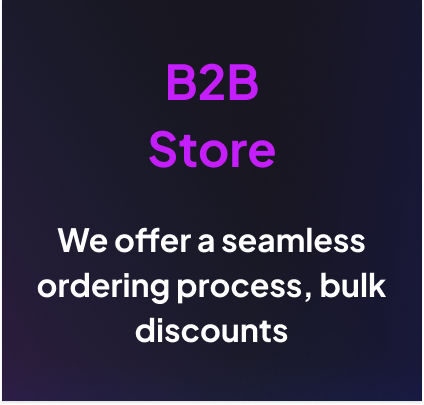 B2B
Store
We offer a seamless
ordering process, bulk
discounts